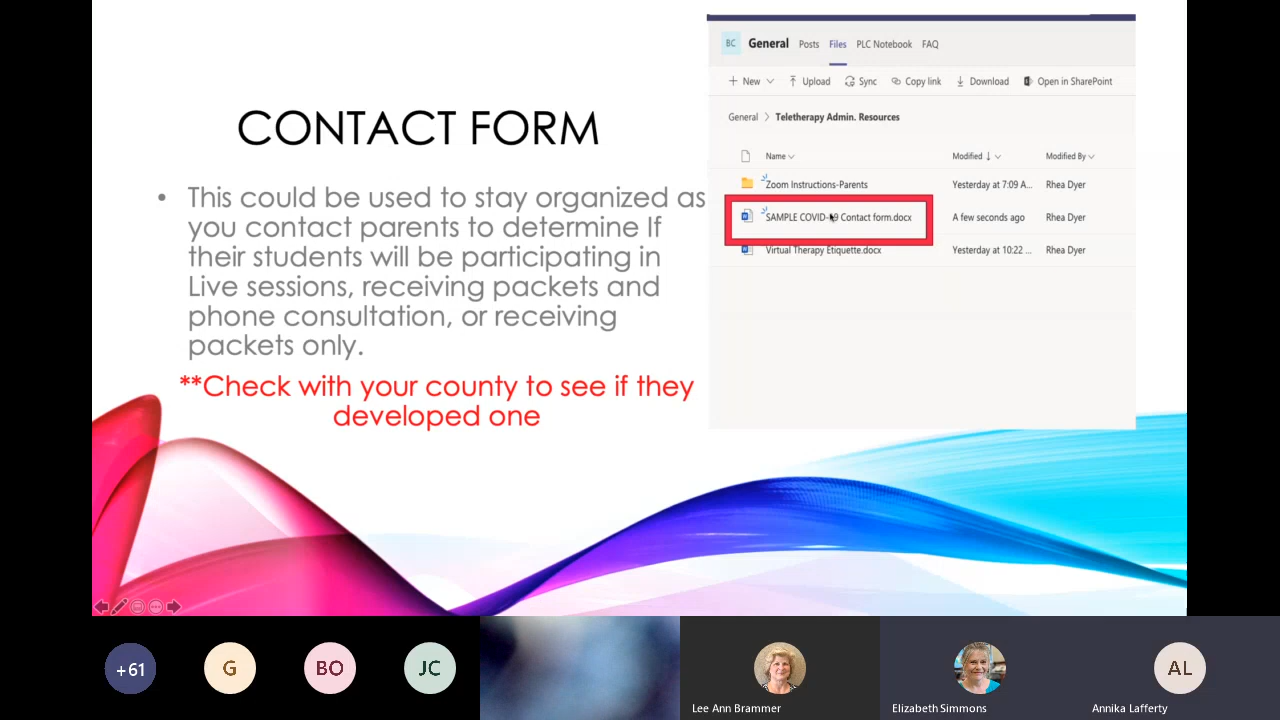 CONTACT FORM
• This could be used to stay organized as
you contact parents to determine If
their students will be participating in
Live sessions, receiving packets and
phone consultation, or receiving
packets only.
**Check with your county to see if they
developed one
BC General Posts Files PLC Notebook FAQ
New Upload Sync Copy link Download Open in SharePoint
General > Teletherapy Admin. Resources
Name Modified Modified By
Zoom Instructions-Parents Yesterday at 7:09 A... Rhea Dyer
SAMPLE COVID-19 Contact form.docx A few seconds ago Rhea Dyer
Virtual Therapy Etiquette.docx Yesterday at 10:22 ... Rhea Dyer
+61 G BO JC AL
Lee Ann Brammer Elizabeth Simmons Annika Lafferty